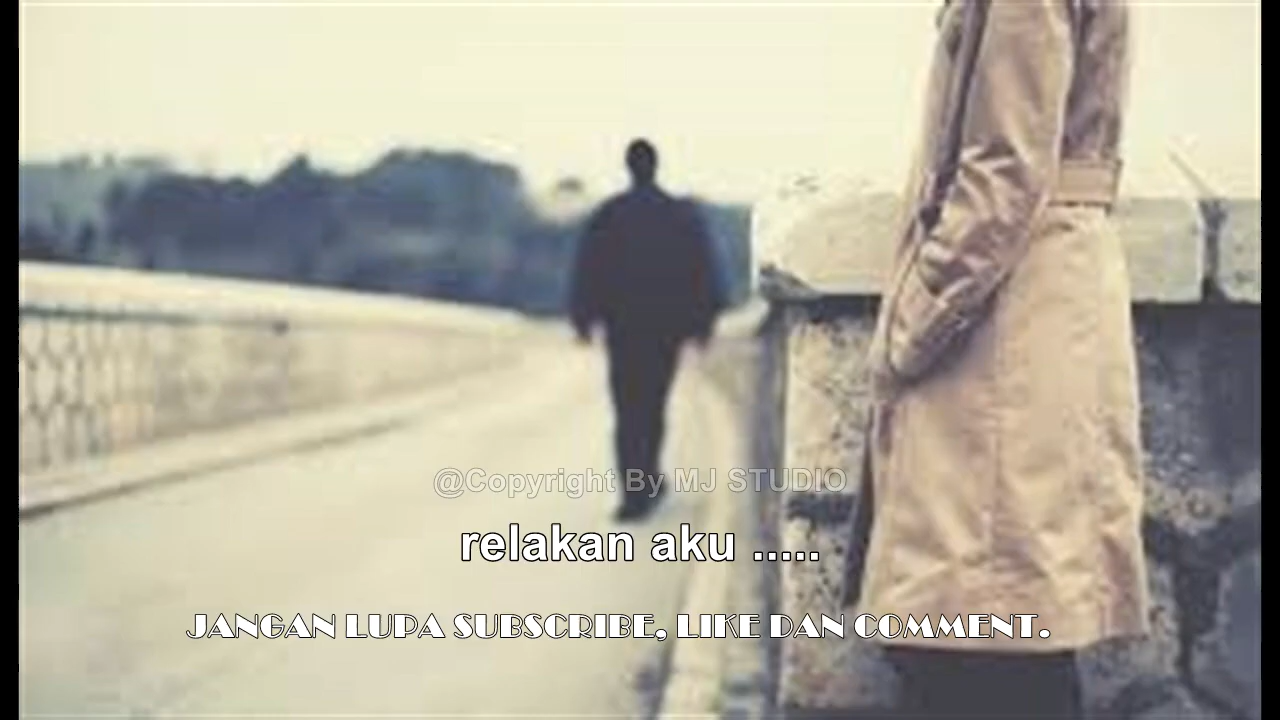 @Copyright By MJ STUDIO
relakan aku .....
JANGAN LUPA SUBSCRIBE, LIKE DAN COMMENT.